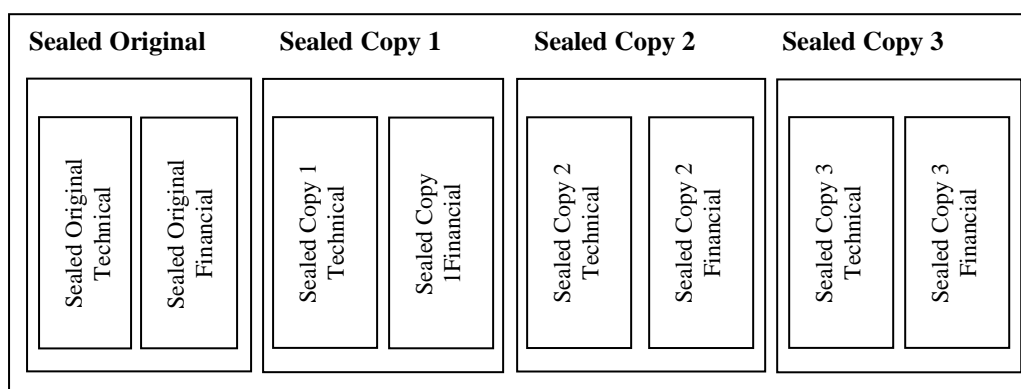 Sealed Original
Sealed Copy 1
Sealed Copy 2
Sealed Copy 3
Sealed Original
Technical
Sealed Original
Financial
Sealed Copy 1
Technical
Sealed Copy
1Financial
Sealed Copy 2
Technical
Sealed Copy 2
Financial
Sealed Copy 3
Technical
Sealed Copy 3
Financial